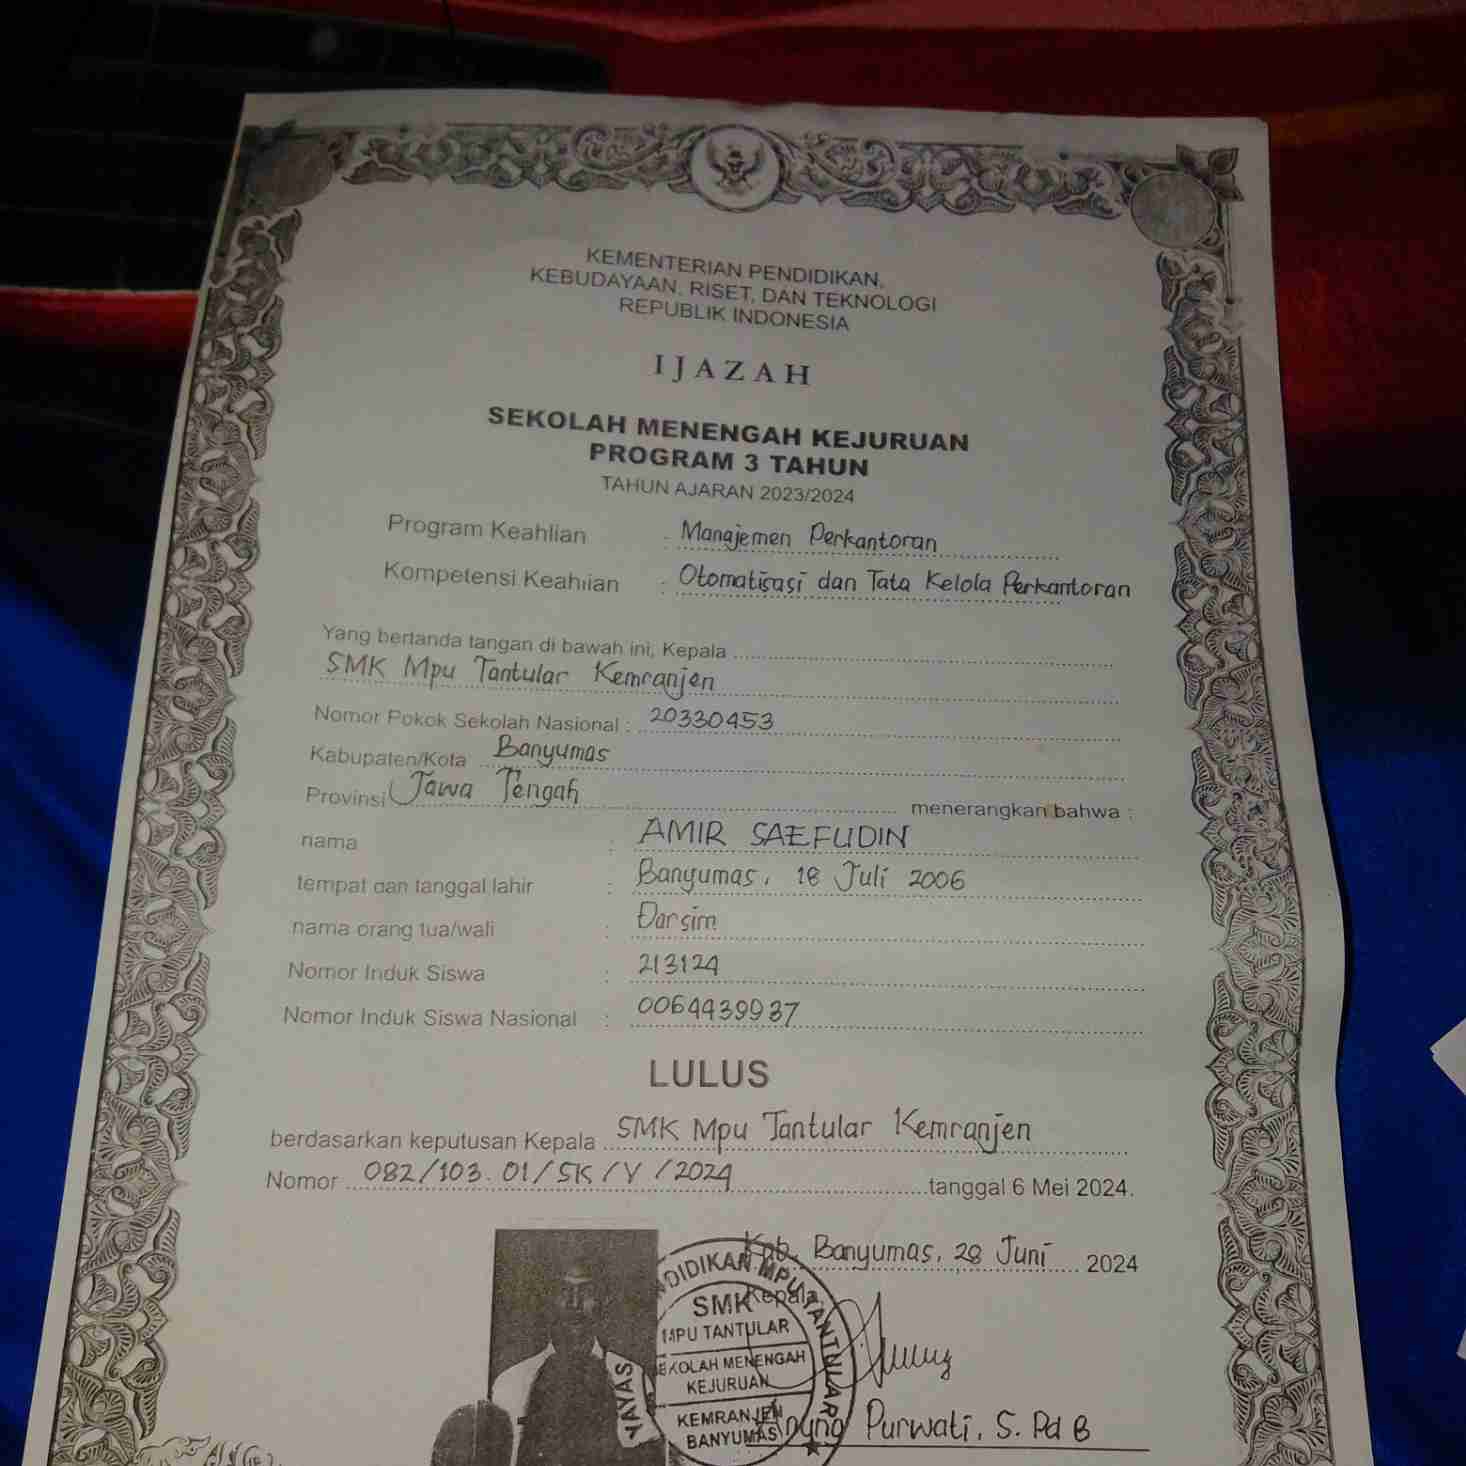 KEMENTERIAN PENDIDIKAN,
KEBUDAYAAN, RISET, DAN TEKNOLOGI
REPUBLIK INDONESIA
IJAZAH
SEKOLAH MENENGAH KEJURUAN
PROGRAM 3 TAHUN
TAHUN AJARAN 2023/2024
Program Keahlian : Manajemen Perkantoran
Kompetensi Keahlian : Otomatisasi dan Tata Kelola Perkantoran
Yang bertanda tangan di bawah ini, Kepala
SMK Mpu Tantular Kemranjen
Nomor Pokok Sekolah Nasional : 20330453
Kabupaten/Kota Banyumas
Provinsi Jawa Tengah menerangkan bahwa :
nama : AMIR SAEFUDIN
tempat dan tanggal lahir : Banyumas, 18 Juli 2006
nama orang tua/wali : Darsim
Nomor Induk Siswa : 213124
Nomor Induk Siswa Nasional : 0064439937
LULUS
berdasarkan keputusan Kepala SMK Mpu Tantular Kemranjen
Nomor 082/103.01/SK/V/2024 tanggal 6 Mei 2024.
Kab. Banyumas, 28 Juni 2024
Kepala
DIDIKAN MPU TANTULAR
YAYAS
SMK
MPU TANTULAR
EKOLAH MENENGAH
KEJURUAN
KEMRANJEN
BANYUMAS
Purwati, S.Pd B